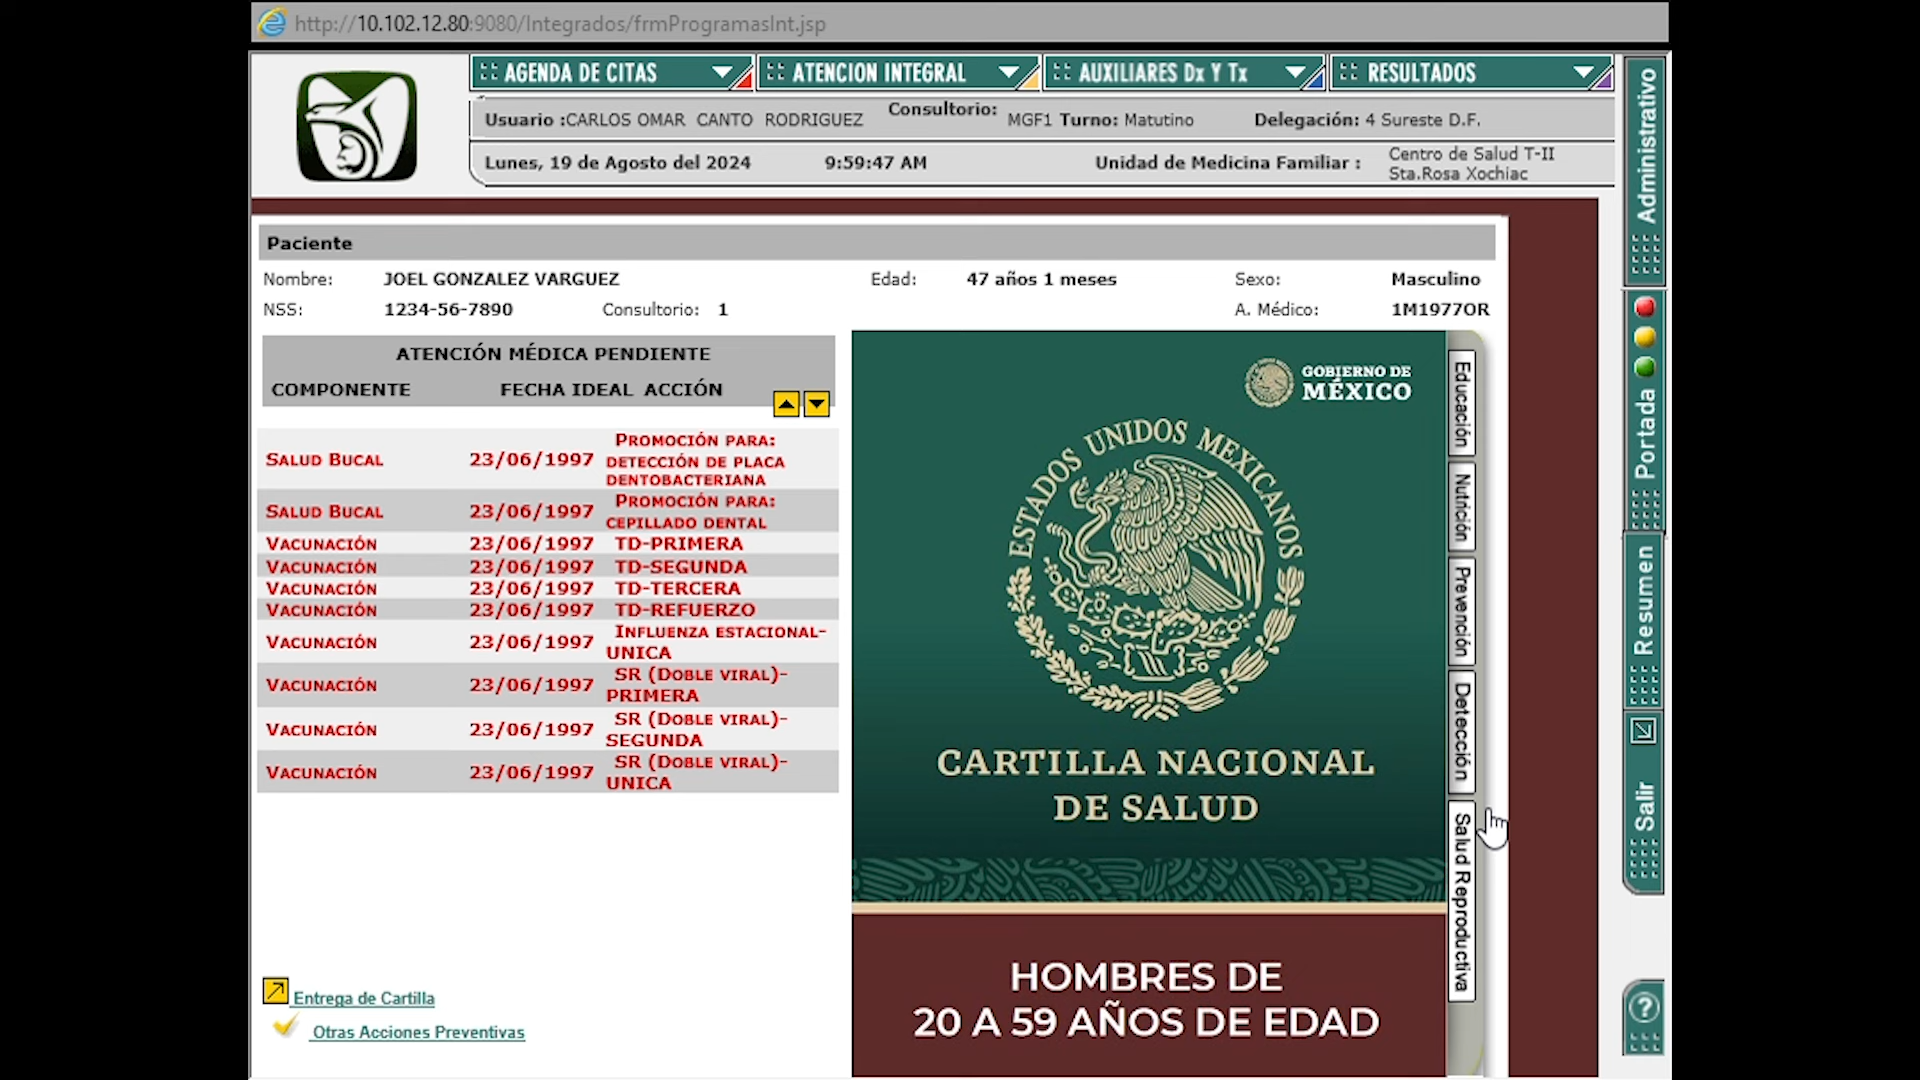 http://10.102.12.80:9080/Integrados/frmProgramasInt.jsp
AGENDA DE CITAS
ATENCION INTEGRAL
AUXILIARES Dx Y Tx
RESULTADOS
Usuario :CARLOS OMAR CANTO RODRIGUEZ
Consultorio: MGF1 Turno: Matutino
Delegación: 4 Sureste D.F.
Lunes, 19 de Agosto del 2024
9:59:47 AM
Unidad de Medicina Familiar :
Centro de Salud T-II
Sta.Rosa Xochiac
Paciente
Nombre: JOEL GONZALEZ VARGUEZ
Edad: 47 años 1 meses
Sexo: Masculino
NSS: 1234-56-7890
Consultorio: 1
A. Médico: 1M1977OR
ATENCIÓN MÉDICA PENDIENTE
COMPONENTE FECHA IDEAL ACCIÓN
SALUD BUCAL 23/06/1997 PROMOCIÓN PARA:
DETECCIÓN DE PLACA
DENTOBACTERIANA
SALUD BUCAL 23/06/1997 PROMOCIÓN PARA:
CEPILLADO DENTAL
VACUNACIÓN 23/06/1997 TD-PRIMERA
VACUNACIÓN 23/06/1997 TD-SEGUNDA
VACUNACIÓN 23/06/1997 TD-TERCERA
VACUNACIÓN 23/06/1997 TD-REFUERZO
VACUNACIÓN 23/06/1997 INFLUENZA ESTACIONAL-
UNICA
VACUNACIÓN 23/06/1997 SR (DOBLE VIRAL)-
PRIMERA
VACUNACIÓN 23/06/1997 SR (DOBLE VIRAL)-
SEGUNDA
VACUNACIÓN 23/06/1997 SR (DOBLE VIRAL)-
UNICA
Entrega de Cartilla
Otras Acciones Preventivas
GOBIERNO DE
MÉXICO
ESTADOS UNIDOS MEXICANOS
CARTILLA NACIONAL
DE SALUD
HOMBRES DE
20 A 59 AÑOS DE EDAD
Educación
Nutrición
Prevención
Detección
Salud Reproductiva
Administrativo
Portada
Resumen
Salir
?